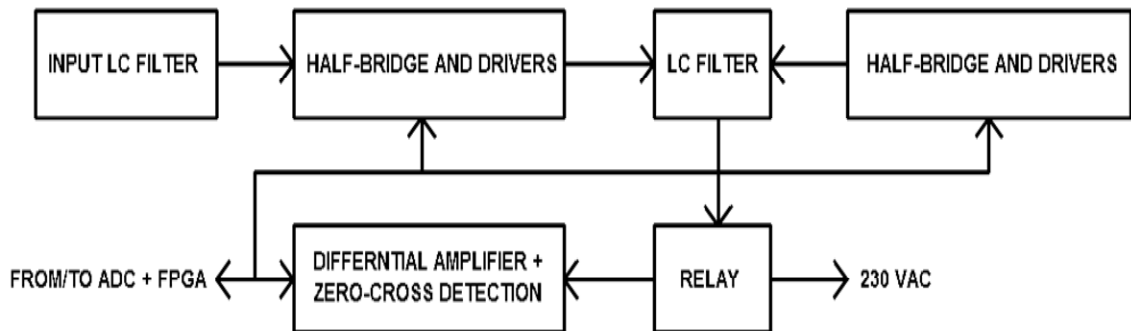 INPUT LC FILTER
HALF-BRIDGE AND DRIVERS
LC FILTER
HALF-BRIDGE AND DRIVERS
FROM/TO ADC + FPGA
DIFFERNTIAL AMPLIFIER +
ZERO-CROSS DETECTION
RELAY
230 VAC